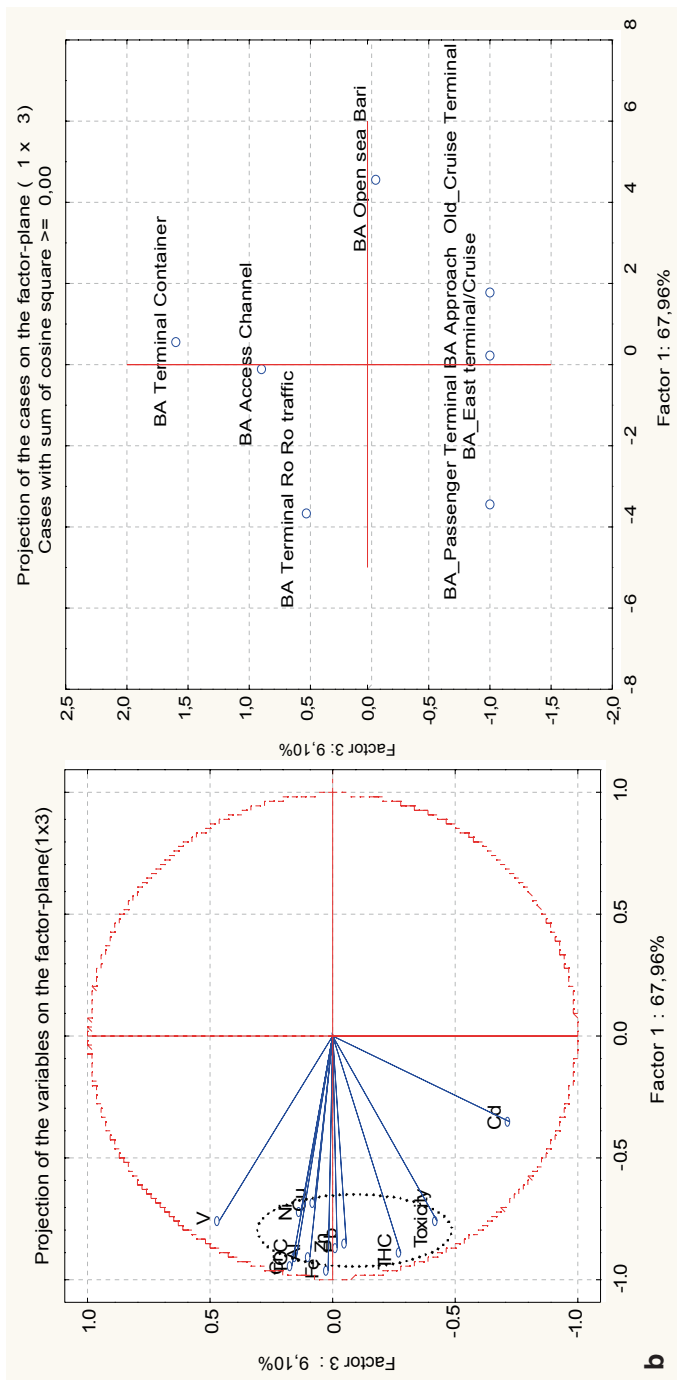 Projection of the variables on the factor-plane(1x3)
1.0
0.5
0.0
-0.5
-1.0
Factor 3 : 9,10%
V
Ni
Cu
TOC
Al
Fe
Zn
Pb
THC
Toxicity
Cd
-1.0
-0.5
0.0
0.5
1.0
Factor 1 : 67,96%
b
Projection of the cases on the factor-plane ( 1 x 3)
Cases with sum of cosine square >= 0,00
2,5
2,0
1,5
1,0
0,5
0,0
-0,5
-1,0
-1,5
-2,0
Factor 3: 9,10%
BA Terminal Container
BA Access Channel
BA Terminal Ro Ro traffic
BA Open sea Bari
BA_Passenger Terminal BA Approach Old_Cruise Terminal
BA_East terminal/Cruise
-8
-6
-4
-2
0
2
4
6
8
Factor 1: 67,96%